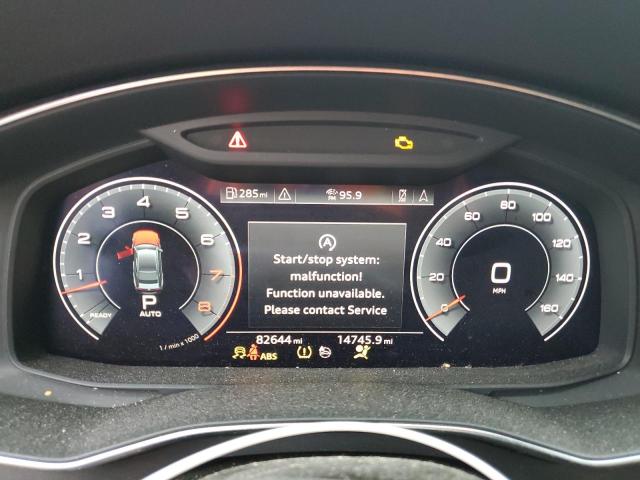 285mi
FM 95.9
3 4 5
2 6
1 7
READY 8
P
AUTO
1 / min x 1000
Start/stop system:
malfunction!
Function unavailable.
Please contact Service
60 80 100
40 120
20 140
0 160
0
MPH
82644 mi 14745.9 mi
ABS